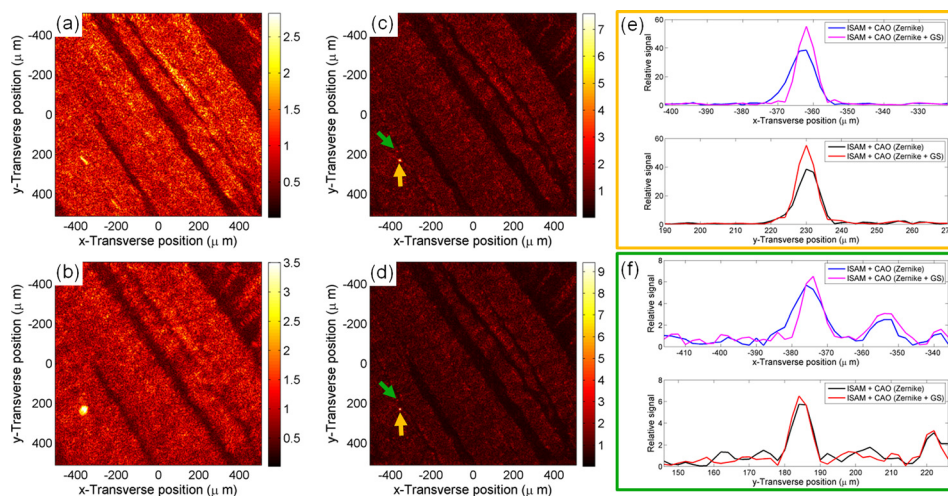 (a)
y-Transverse position (μ m)
-400
-200
0
200
400
-400 -200 0 200 400
x-Transverse position (μ m)
2.5
2
1.5
1
0.5
(b)
y-Transverse position (μ m)
-400
-200
0
200
400
-400 -200 0 200 400
x-Transverse position (μ m)
3.5
3
2.5
2
1.5
1
0.5
0
(c)
y-Transverse position (μ m)
-400
-200
0
200
400
-400 -200 0 200 400
x-Transverse position (μ m)
7
6
5
4
3
2
1
(d)
y-Transverse position (μ m)
-400
-200
0
200
400
-400 -200 0 200 400
x-Transverse position (μ m)
9
8
7
6
5
4
3
2
1
(e)
Relative signal
60
40
20
0
ISAM + CAO (Zernike)
ISAM + CAO (Zernike + GS)
-400 -390 -380 -370 -360 -350 -340 -330
x-Transverse position (μ m)
Relative signal
60
40
20
0
ISAM + CAO (Zernike)
ISAM + CAO (Zernike + GS)
190 200 210 220 230 240 250 260 270
y-Transverse position (μ m)
(f)
Relative signal
8
6
4
2
0
ISAM + CAO (Zernike)
ISAM + CAO (Zernike + GS)
-410 -400 -390 -380 -370 -360 -350 -340
x-Transverse position (μ m)
Relative signal
8
6
4
2
0
ISAM + CAO (Zernike)
ISAM + CAO (Zernike + GS)
150 160 170 180 190 200 210 220
y-Transverse position (μ m)